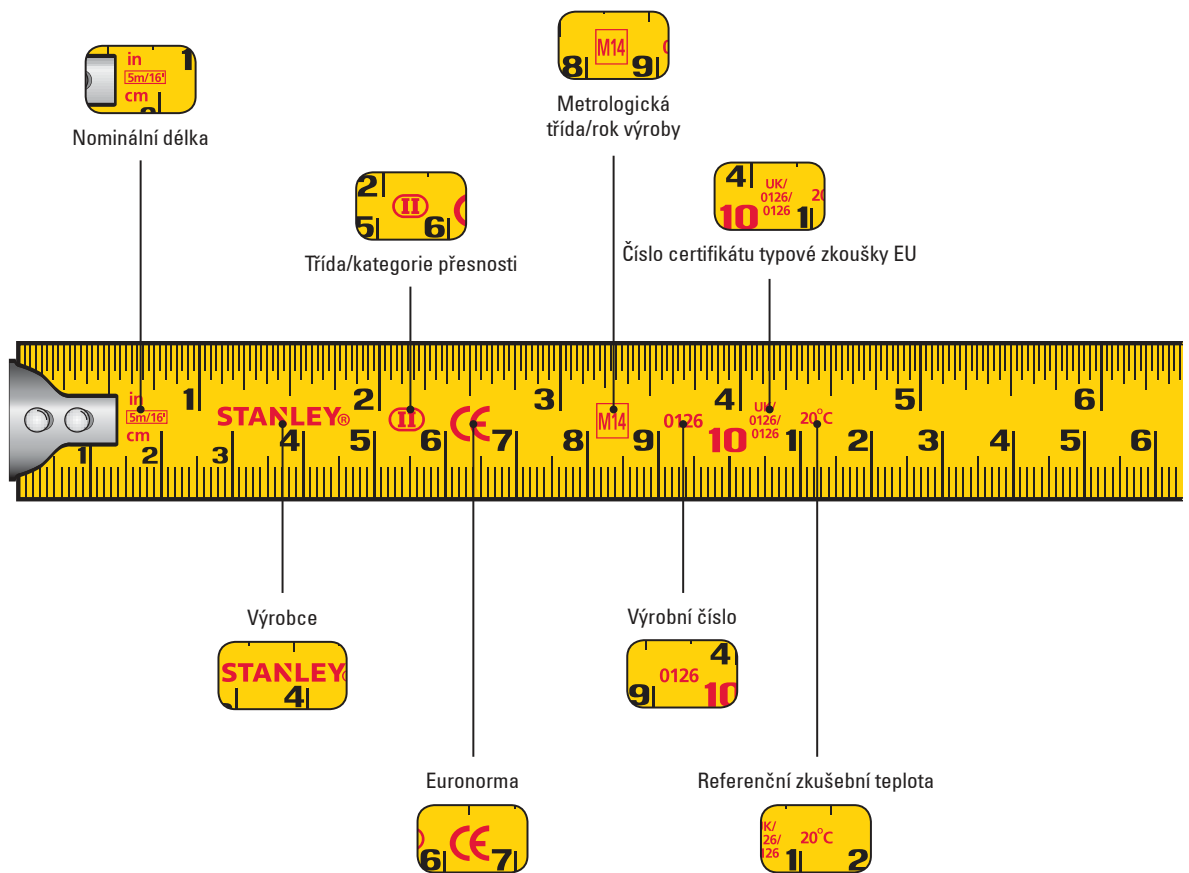 in
1
5m/16'
cm
Nominální délka
M14
8 9
Metrologická
třída/rok výroby
2
II
5 6
Třída/kategorie přesnosti
4
UK/
0126/
0126
10 1
Číslo certifikátu typové zkoušky EU
in
5m/16'
cm
1 2 3 4 5 6
STANLEY®
II
CE
M14
0126
UK/
0126/
0126
20°C
1 2 3 4 5 6 7 8 9 10 1 2 3 4 5 6
Výrobce
STANLEY
4
Výrobní číslo
4
0126
9 10
Euronorma
CE
6 7
Referenční zkušební teplota
20°C
1 2